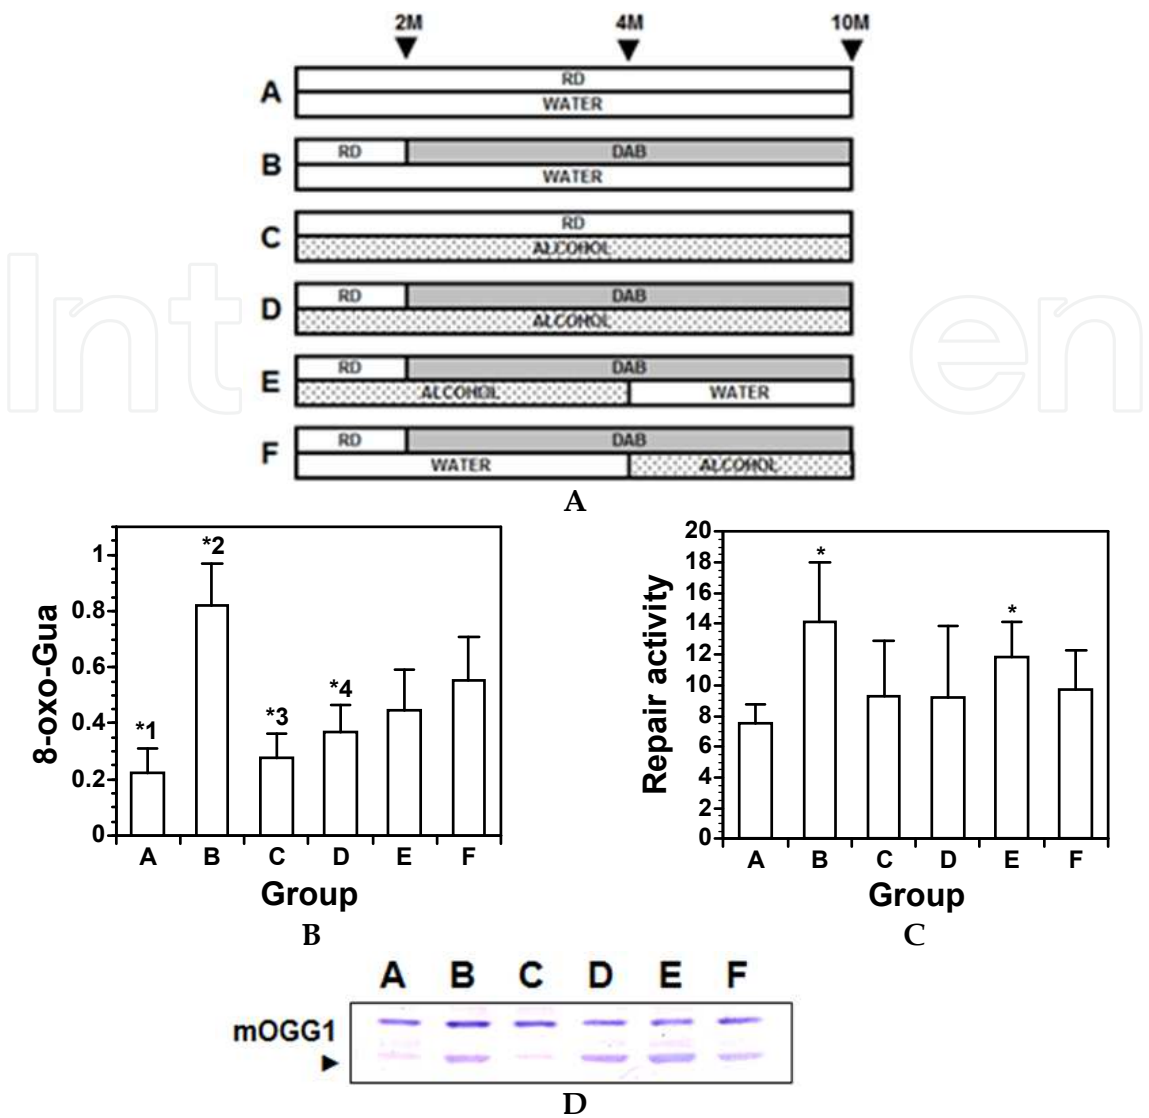 2M 4M 10M
A RD
WATER
B RD DAB
WATER
C RD
ALCOHOL
D RD DAB
ALCOHOL
E RD DAB
ALCOHOL WATER
F RD DAB
WATER ALCOHOL
A
Int en
8-oxo-Gua
1
0.8
0.6
0.4
0.2
0
*1 *2 *3 *4
A B C D E F
Group
B
Repair activity
20
18
16
14
12
10
8
6
4
2
0
* *
A B C D E F
Group
C
A B C D E F
mOGG1
D